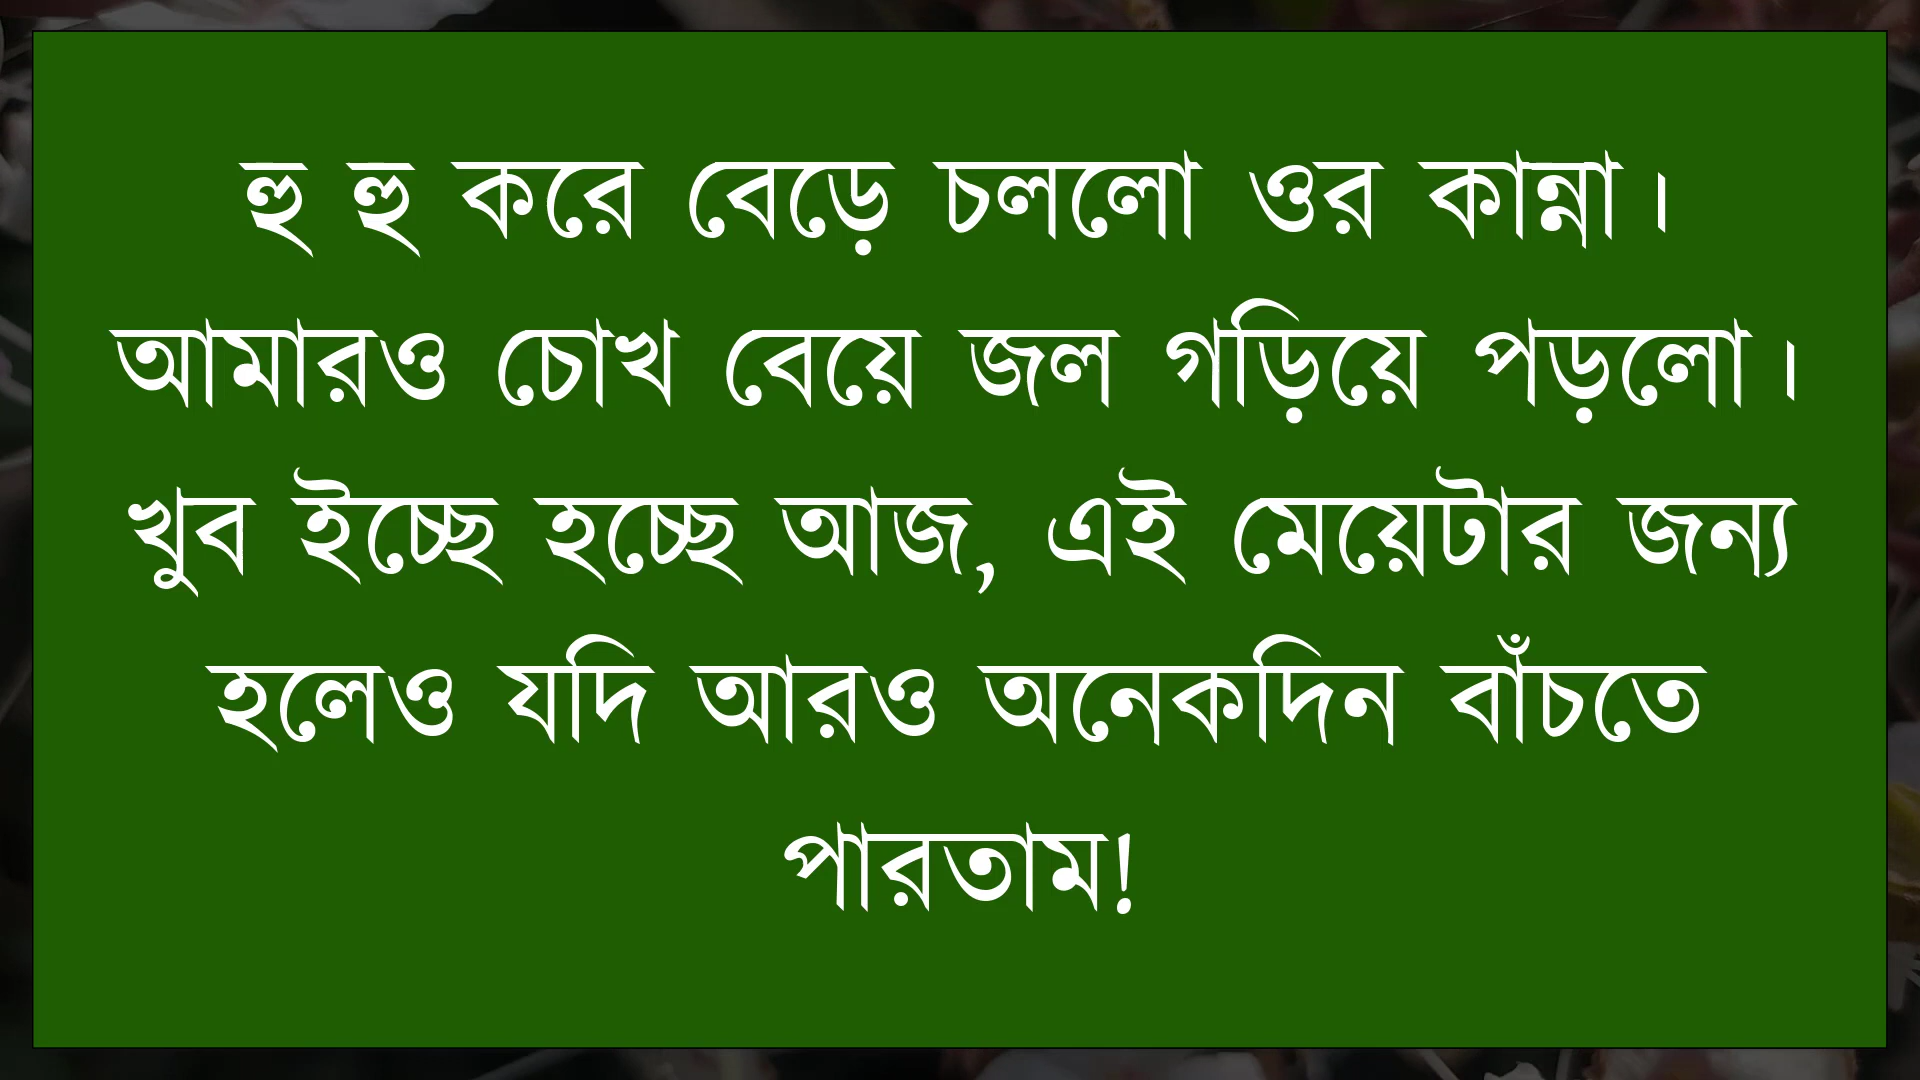 হু হু করে বেড়ে চললো ওর কান্না।
আমারও চোখ বেয়ে জল গড়িয়ে পড়লো।
খুব ইচ্ছে হচ্ছে আজ, এই মেয়েটার জন্য
হলেও যদি আরও অনেকদিন বাঁচতে
পারতাম!